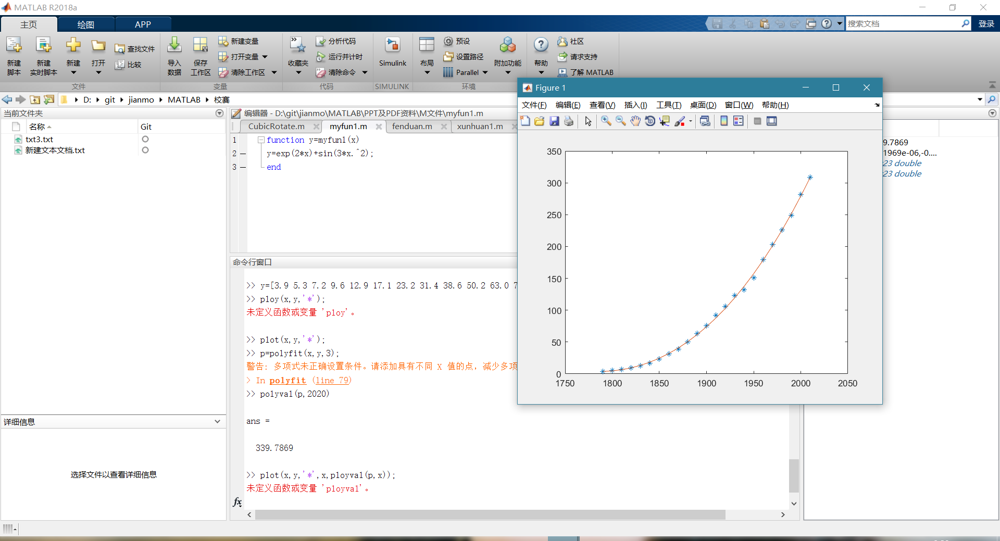 MATLAB R2018a
主页
绘图
APP
搜索文档
登录
新建
脚本
新建
实时脚本
新建
打开
查找文件
比较
导入
数据
保存
工作区
新建变量
打开变量
清除工作区
收藏夹
分析代码
运行并计时
清除命令
Simulink
布局
预设
设置路径
Parallel
附加功能
帮助
社区
请求支持
了解 MATLAB
文件
变量
代码
SIMULINK
环境
D: git jianmo MATLAB 校赛
当前文件夹
名称
Git
txt3.txt
新建文本文档.txt
详细信息
选择文件以查看详细信息
编辑器 - D:\git\jianmo\MATLAB\PPT及PDF资料\M文件\myfun1.m
CubicRotate.m
myfun1.m
fenduan.m
xunhuan1.m
1 function y=myfun1(x)
2 y=exp(2*x)+sin(3*x.^2);
3 end
命令行窗口
>> y=[3.9 5.3 7.2 9.6 12.9 17.1 23.2 31.4 38.6 50.2 63.0 7
>> ploy(x,y,'*');
未定义函数或变量 'ploy'。
>> plot(x,y,'*');
>> p=polyfit(x,y,3);
警告: 多项式未正确设置条件。请添加具有不同 X 值的点，减少多项
> In polyfit (line 79)
>> polyval(p,2020)
ans =
339.7869
>> plot(x,y,'*',x,ployval(p,x));
未定义函数或变量 'ployval'。
fx
Figure 1
文件(F)
编辑(E)
查看(V)
插入(I)
工具(T)
桌面(D)
窗口(W)
帮助(H)
350
300
250
200
150
100
50
0
1750
1800
1850
1900
1950
2000
2050
9.7869
1969e-06,-0....
23 double
23 double